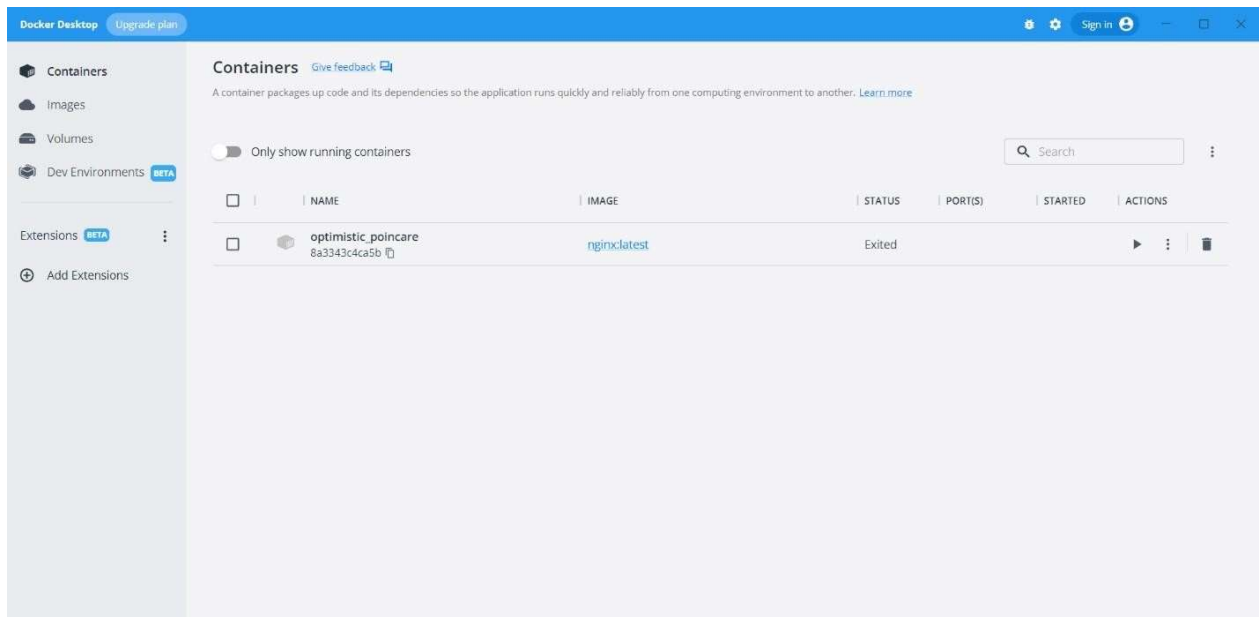 Docker Desktop Upgrade plan Sign in
Containers
Images
Volumes
Dev Environments BETA
Extensions BETA
Add Extensions
Containers Give feedback
A container packages up code and its dependencies so the application runs quickly and reliably from one computing environment to another. Learn more
Only show running containers Search
NAME IMAGE STATUS PORT(S) STARTED ACTIONS
optimistic_poincare nginx:latest Exited
8a3343c4ca5b